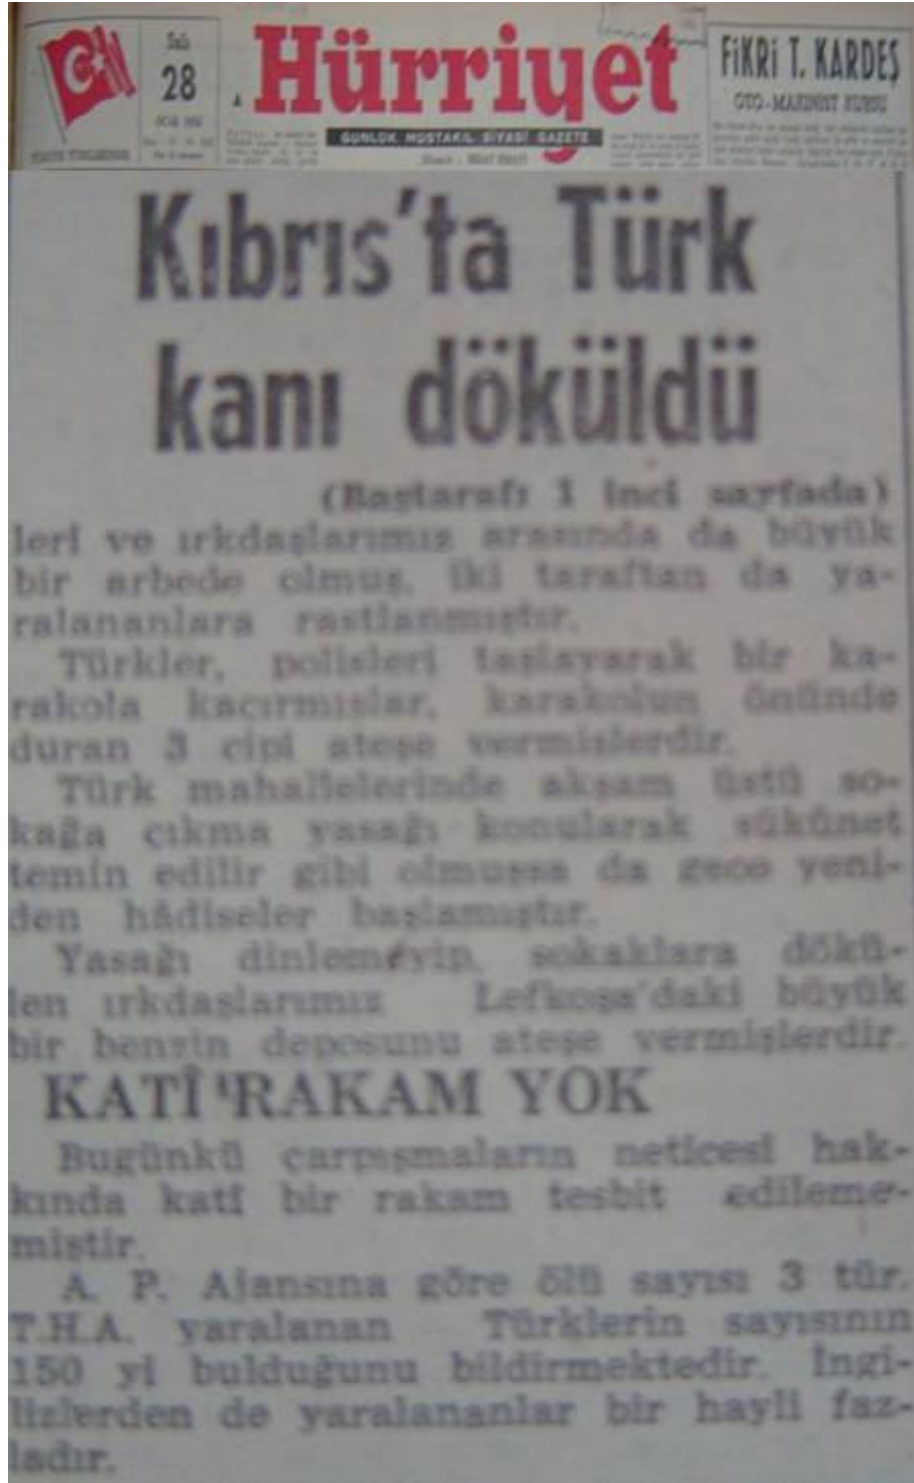 Salı
28
Hürriyet
GÜNLÜK MÜSTAKİL SİYASİ GAZETE
FİKRİ T. KARDEŞ
OTO-MAKİNİST KURSU
Kıbrıs'ta Türk
kanı döküldü
(Baştarafı 1 inci sayfada)
leri ve ırkdaşlarımız arasında da büyük
bir arbede olmuş, iki taraftan da ya-
ralananlara rastlanmıştır.
Türkler, polisleri taşlayarak bir ka-
rakola kaçırmışlar, karakolun önünde
duran 3 cipi ateşe vermişlerdir.
Türk mahallelerinde akşam üstü so-
kağa çıkma yasağı konularak sükûnet
temin edilir gibi olmuşsa da gece yeni-
den hâdiseler başlamıştır.
Yasağı dinlemeyip, sokaklara dökü-
len ırkdaşlarımız Lefkoşa'daki büyük
bir benzin deposunu ateşe vermişlerdir.
KATÎ RAKAM YOK
Bugünkü çarpışmaların neticesi hak-
kında katî bir rakam tesbit edileme-
miştir.
A. P. Ajansına göre ölü sayısı 3 tür.
T.H.A. yaralanan Türklerin sayısının
150 yi bulduğunu bildirmektedir. İngi-
lizlerden de yaralananlar bir hayli faz-
ladır.